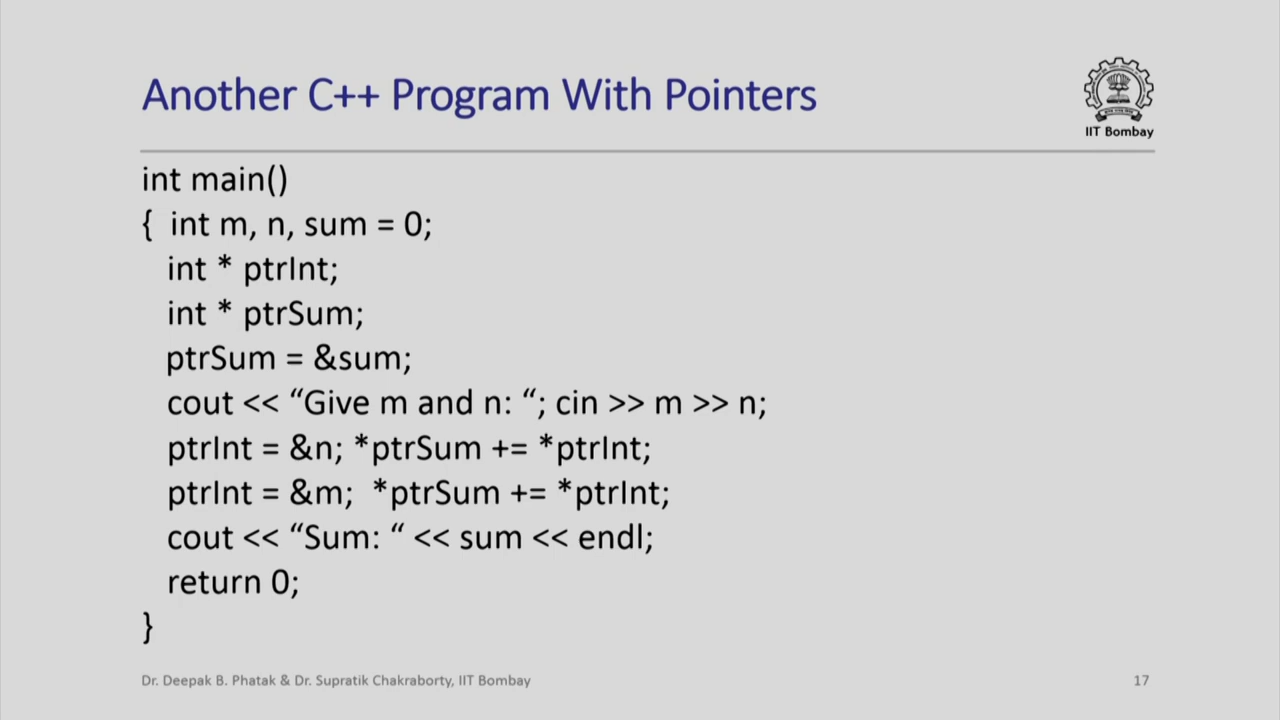 Another C++ Program With Pointers
IIT Bombay
int main()
{ int m, n, sum = 0;
int * ptrInt;
int * ptrSum;
ptrSum = &sum;
cout << “Give m and n: “; cin >> m >> n;
ptrInt = &n; *ptrSum += *ptrInt;
ptrInt = &m; *ptrSum += *ptrInt;
cout << “Sum: “ << sum << endl;
return 0;
}
Dr. Deepak B. Phatak & Dr. Supratik Chakraborty, IIT Bombay
17